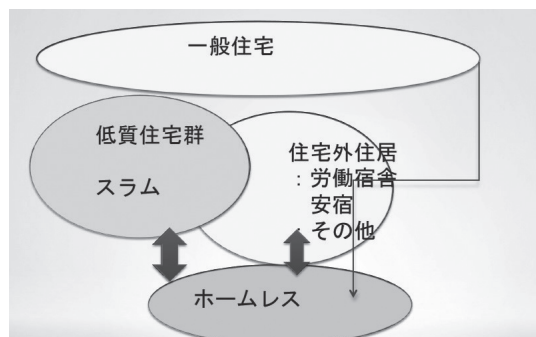 一般住宅
低質住宅群
スラム
住宅外住居
：労働宿舎
安宿
：その他
ホームレス